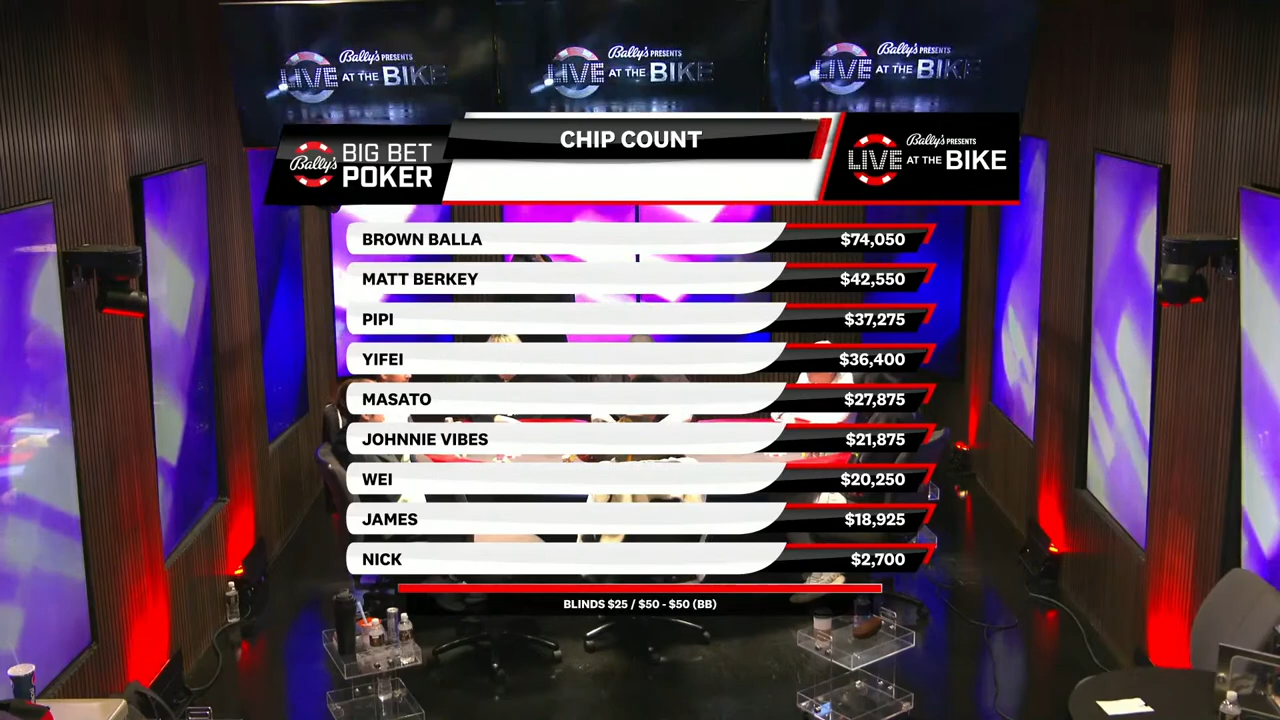 Bally's PRESENTS
LIVE AT THE BIKE
Bally's PRESENTS
LIVE AT THE BIKE
Bally's PRESENTS
LIVE AT THE BIKE
CHIP COUNT
Bally's BIG BET POKER
Bally's PRESENTS
LIVE AT THE BIKE
BROWN BALLA $74,050
MATT BERKEY $42,550
PIPI $37,275
YIFEI $36,400
MASATO $27,875
JOHNNIE VIBES $21,875
WEI $20,250
JAMES $18,925
NICK $2,700
BLINDS $25 / $50 - $50 (BB)